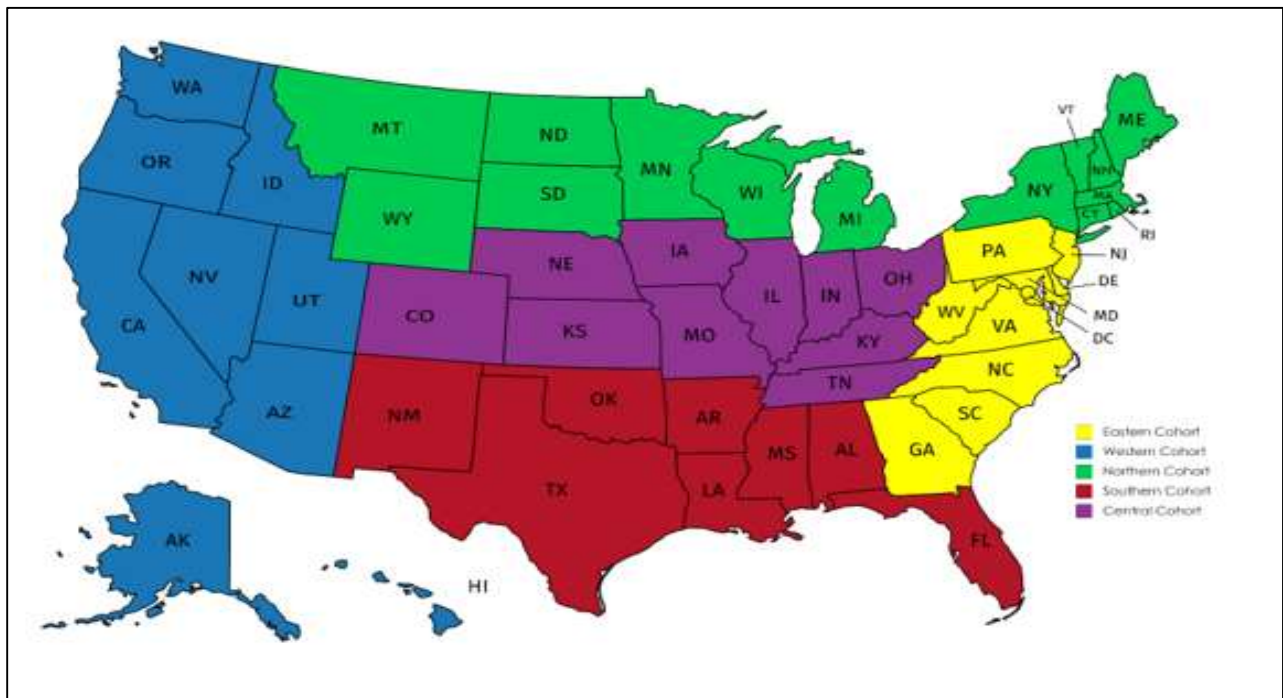 WA
MT
ND
MN
VT
ME
OR
ID
SD
WI
NY
NH
MA
WY
MI
CT
RI
IA
PA
NJ
NE
OH
NV
IL
IN
DE
UT
WV
MD
CA
CO
KS
MO
VA
DC
KY
NC
TN
OK
AZ
NM
AR
SC
GA
MS
AL
TX
LA
FL
AK
HI
Eastern Cohort
Western Cohort
Northern Cohort
Southern Cohort
Central Cohort